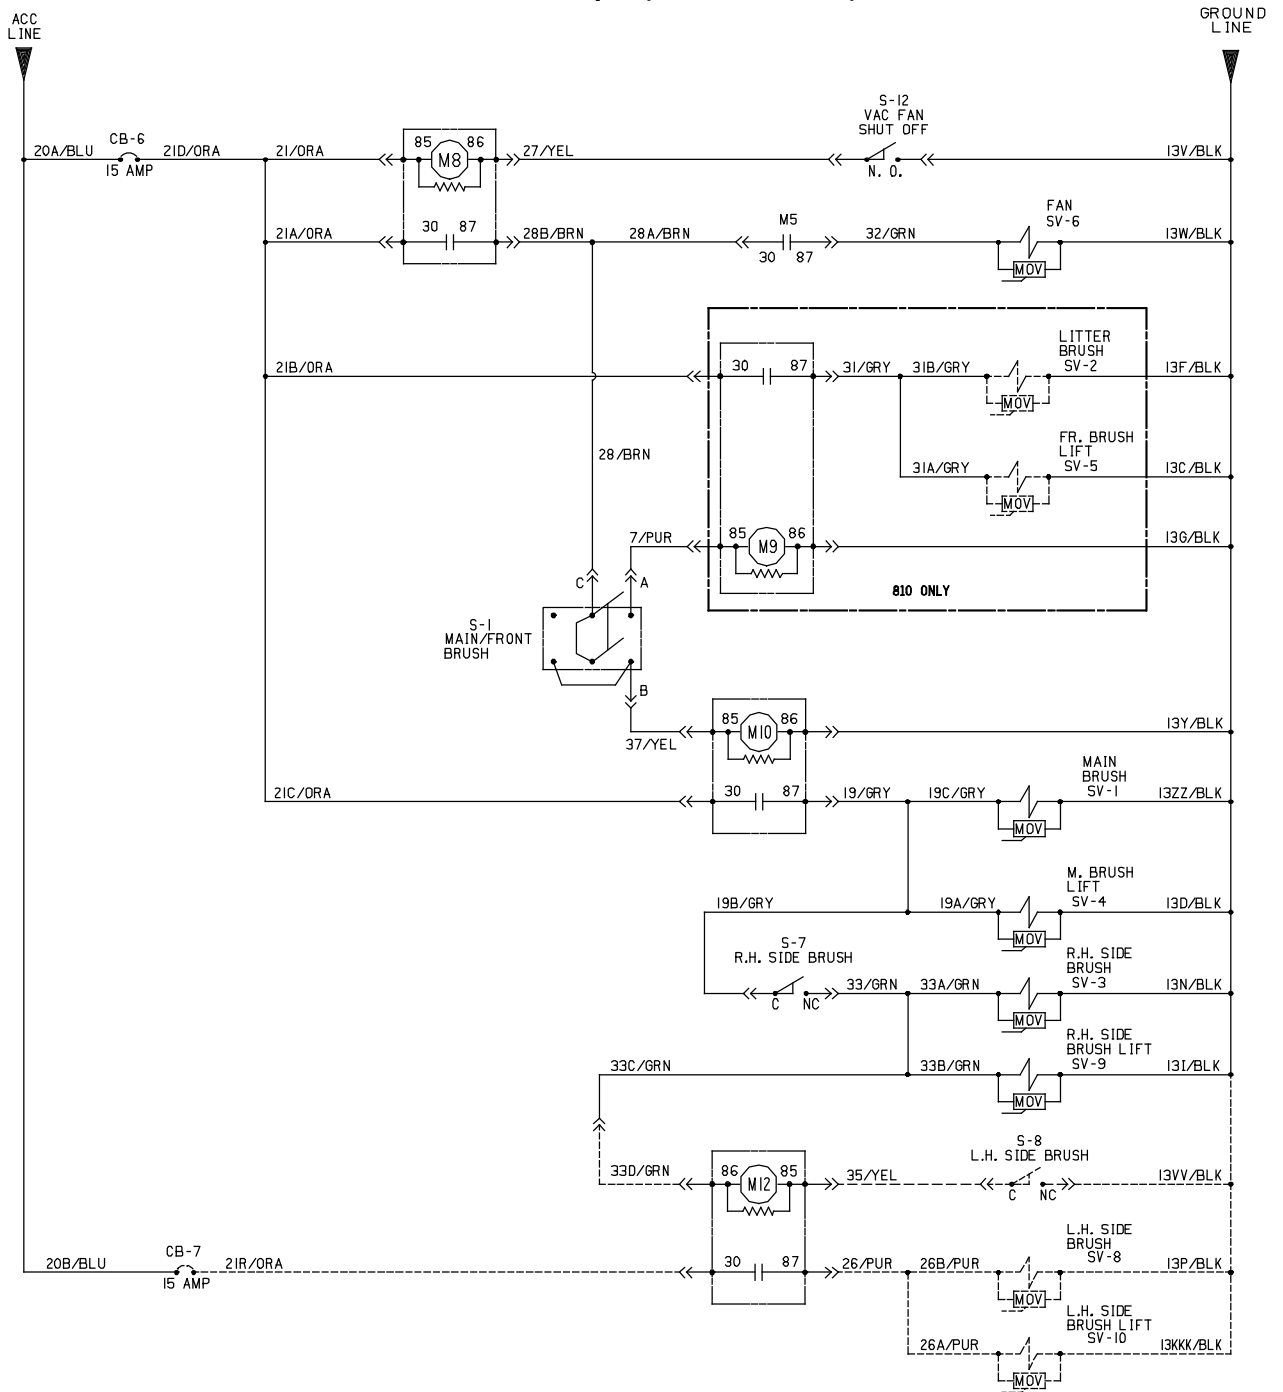 ACC
LINE
GROUND
LINE
S-12
VAC FAN
SHUT OFF
20A/BLU
CB-6
15 AMP
21D/ORA
21/ORA
85
M8
86
27/YEL
N. O.
13V/BLK
21A/ORA
30
87
28B/BRN
28A/BRN
M5
30
87
32/GRN
FAN
SV-6
MOV
13W/BLK
21B/ORA
30
87
31/GRY
31B/GRY
LITTER
BRUSH
SV-2
MOV
13F/BLK
28/BRN
31A/GRY
FR. BRUSH
LIFT
SV-5
MOV
13C/BLK
7/PUR
85
M9
86
13G/BLK
810 ONLY
C
A
S-1
MAIN/FRONT
BRUSH
B
37/YEL
85
M10
86
13Y/BLK
21C/ORA
30
87
19/GRY
19C/GRY
MAIN
BRUSH
SV-1
MOV
13ZZ/BLK
19B/GRY
19A/GRY
M. BRUSH
LIFT
SV-4
MOV
13D/BLK
S-7
R.H. SIDE BRUSH
C
NC
33/GRN
33A/GRN
R.H. SIDE
BRUSH
SV-3
MOV
13N/BLK
33C/GRN
33B/GRN
R.H. SIDE
BRUSH LIFT
SV-9
MOV
13I/BLK
33D/GRN
86
M12
85
35/YEL
S-8
L.H. SIDE BRUSH
C
NC
13VV/BLK
20B/BLU
CB-7
15 AMP
21R/ORA
30
87
26/PUR
26B/PUR
L.H. SIDE
BRUSH
SV-8
MOV
13P/BLK
26A/PUR
L.H. SIDE
BRUSH LIFT
SV-10
MOV
13KKK/BLK